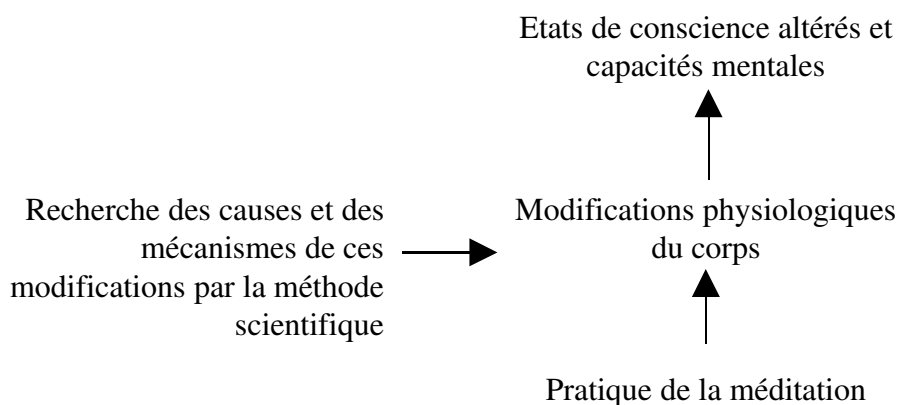 Etats de conscience altérés et
capacités mentales
Recherche des causes et des
mécanismes de ces
modifications par la méthode
scientifique
Modifications physiologiques
du corps
Pratique de la méditation